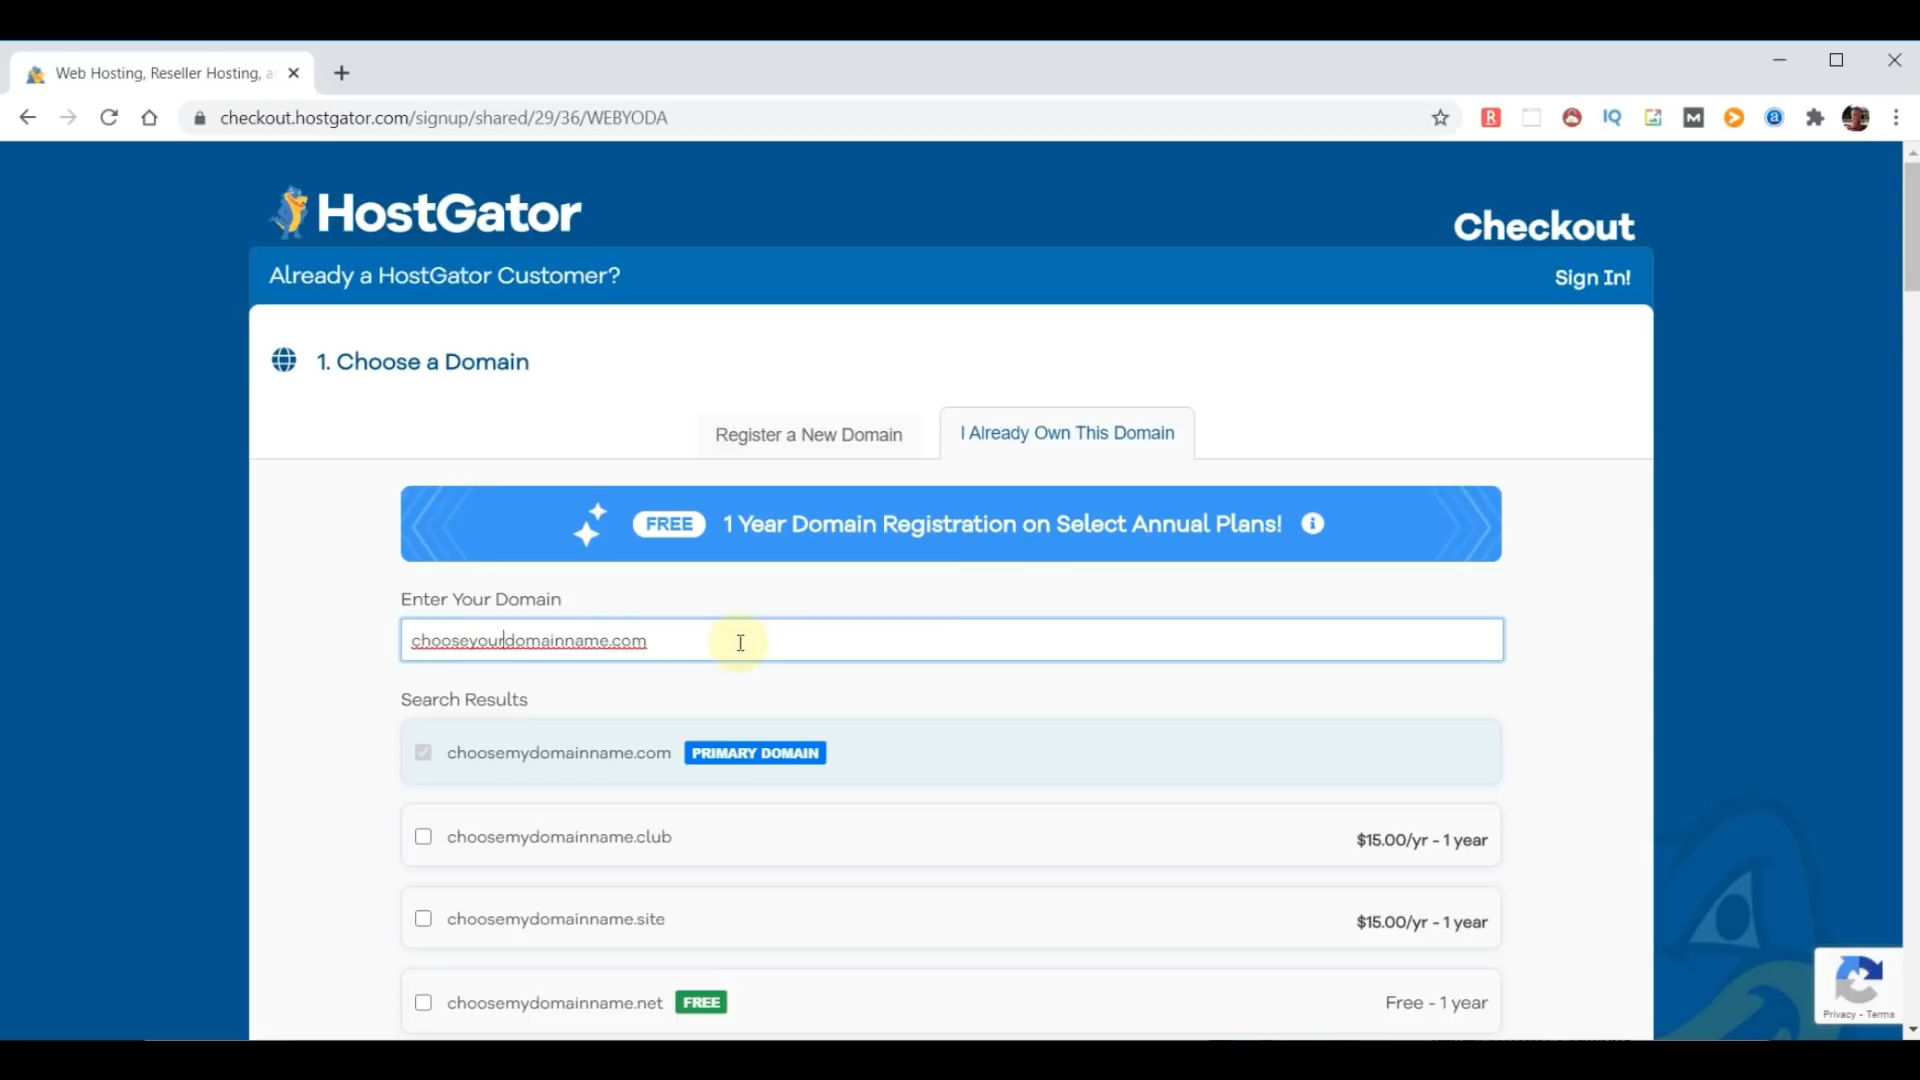 Web Hosting, Reseller Hosting, a
checkout.hostgator.com/signup/shared/29/36/WEBYODA
R
IQ
M
a
HostGator
Checkout
Already a HostGator Customer?
Sign In!
1. Choose a Domain
Register a New Domain
I Already Own This Domain
FREE 1 Year Domain Registration on Select Annual Plans! i
Enter Your Domain
chooseyourdomainname.com
Search Results
choosemydomainname.com PRIMARY DOMAIN
choosemydomainname.club $15.00/yr - 1 year
choosemydomainname.site $15.00/yr - 1 year
choosemydomainname.net FREE Free - 1 year
Privacy - Terms